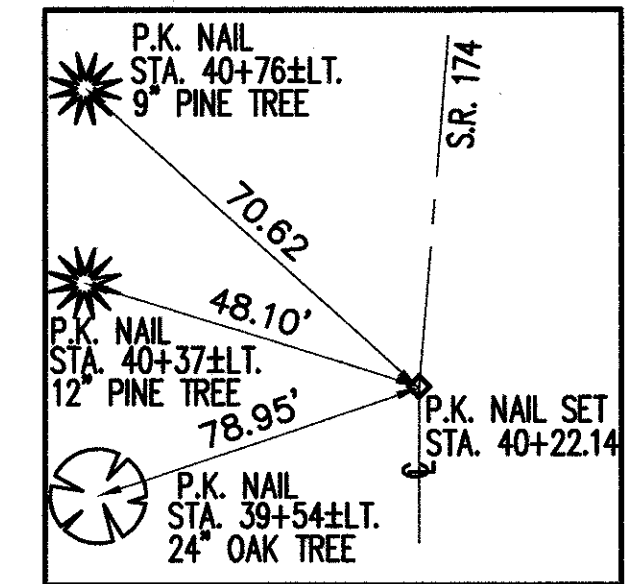 P.K. NAIL
STA. 40+76±LT.
9" PINE TREE
S.R. 174
70.62
48.10'
P.K. NAIL
STA. 40+37±LT.
12" PINE TREE
78.95'
P.K. NAIL SET
STA. 40+22.14
℄
P.K. NAIL
STA. 39+54±LT.
24" OAK TREE